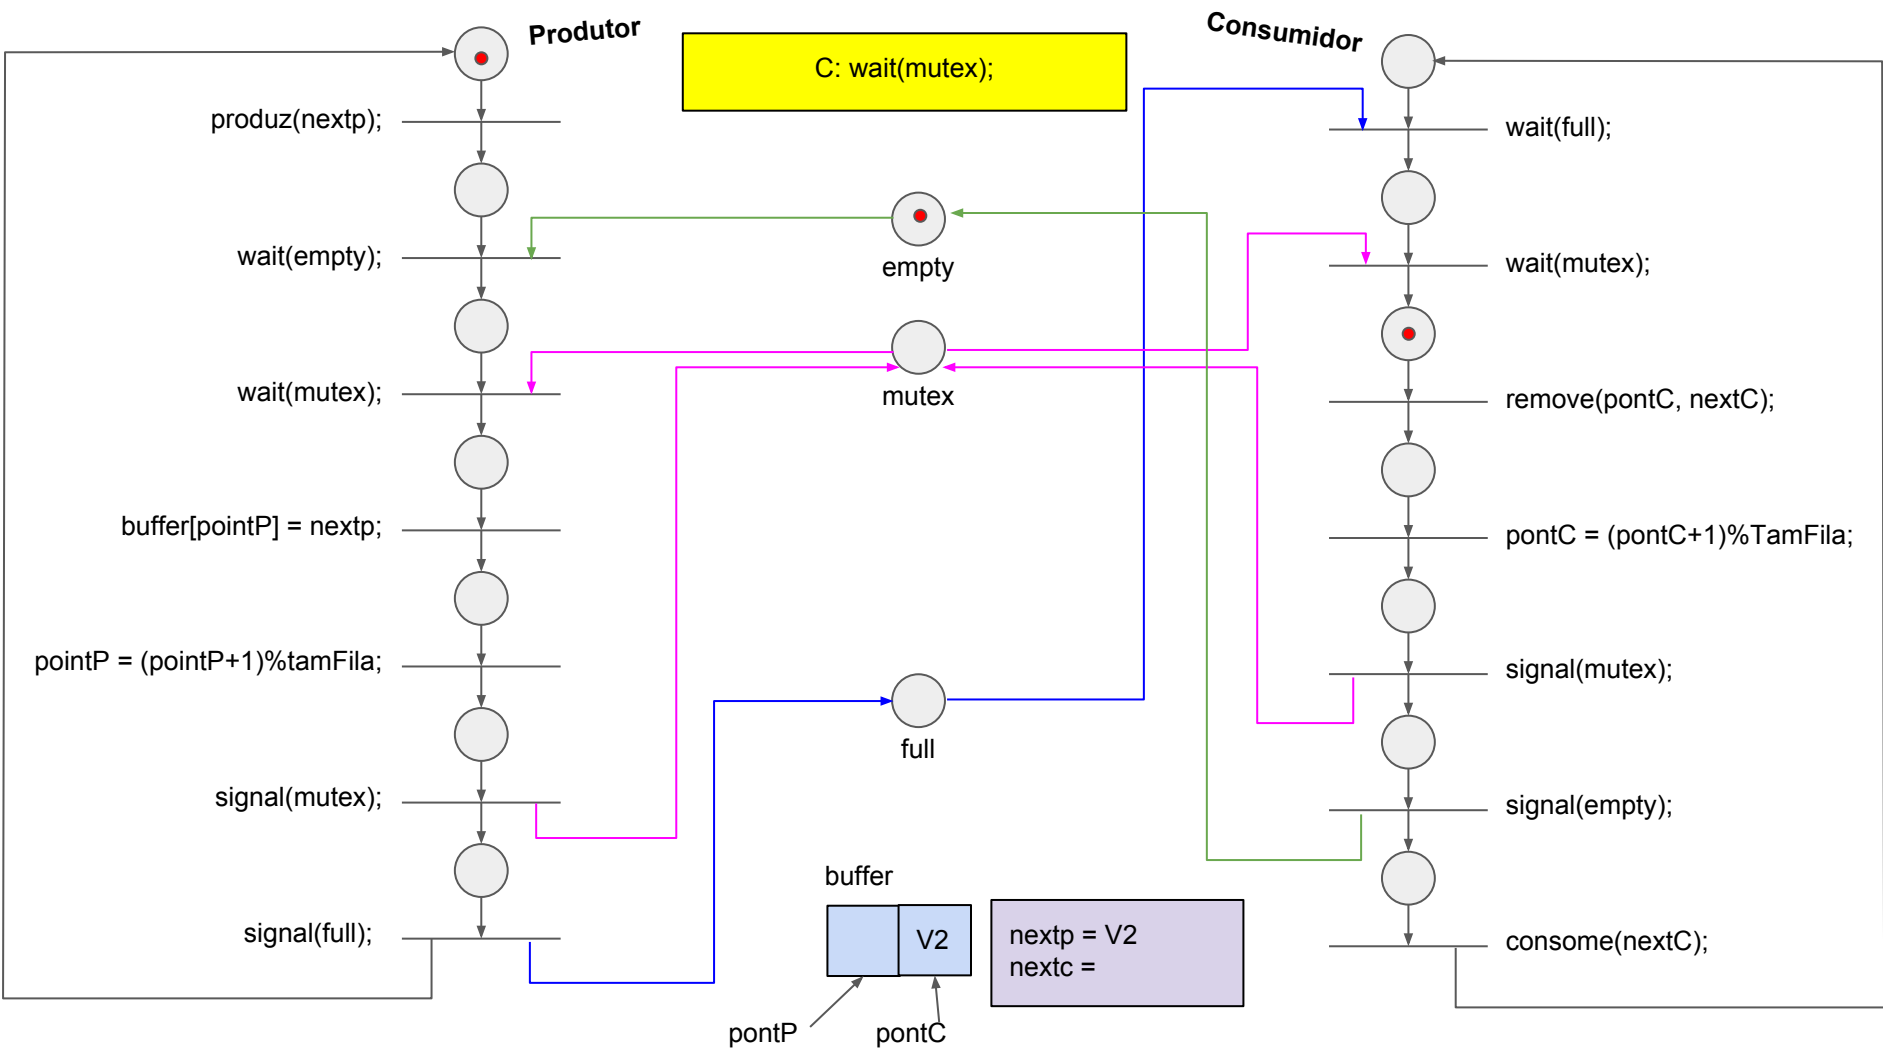 Produtor
Consumidor
C: wait(mutex);
produz(nextp);
wait(full);
wait(empty);
empty
wait(mutex);
wait(mutex);
mutex
remove(pontC, nextC);
buffer[pointP] = nextp;
pontC = (pontC+1)%TamFila;
pointP = (pointP+1)%tamFila;
signal(mutex);
full
signal(mutex);
signal(empty);
buffer
signal(full);
V2
nextp = V2
nextc =
consome(nextC);
pontP
pontC